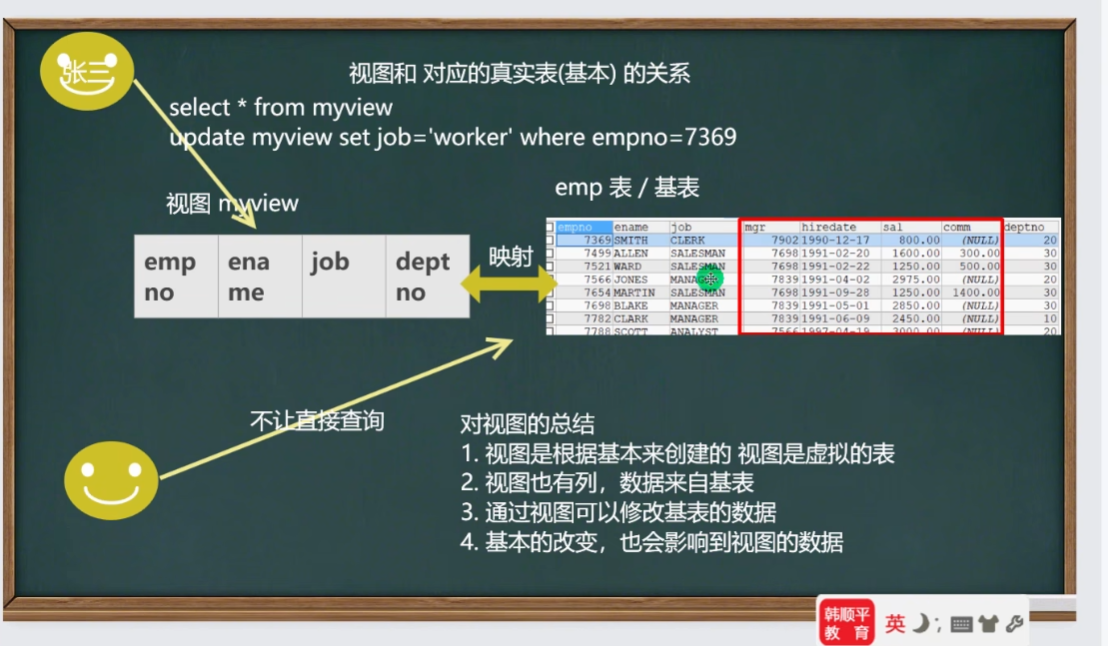 张三
视图和 对应的真实表(基本) 的关系
select * from myview
update myview set job='worker' where empno=7369
视图 myview
emp 表 / 基表
empno ename job deptno
映射
empno ename job mgr hiredate sal comm deptno
7369 SMITH CLERK 7902 1990-12-17 800.00 (NULL) 20
7499 ALLEN SALESMAN 7698 1991-02-20 1600.00 300.00 30
7521 WARD SALESMAN 7698 1991-02-22 1250.00 500.00 30
7566 JONES MANAGER 7839 1991-04-02 2975.00 (NULL) 20
7654 MARTIN SALESMAN 7698 1991-09-28 1250.00 1400.00 30
7698 BLAKE MANAGER 7839 1991-05-01 2850.00 (NULL) 30
7782 CLARK MANAGER 7839 1991-06-09 2450.00 (NULL) 10
7788 SCOTT ANALYST 7566 1997-04-19 3000.00 (NULL) 20
不让直接查询
对视图的总结
1. 视图是根据基本来创建的 视图是虚拟的表
2. 视图也有列，数据来自基表
3. 通过视图可以修改基表的数据
4. 基本的改变，也会影响到视图的数据
韩顺平
教 育
英